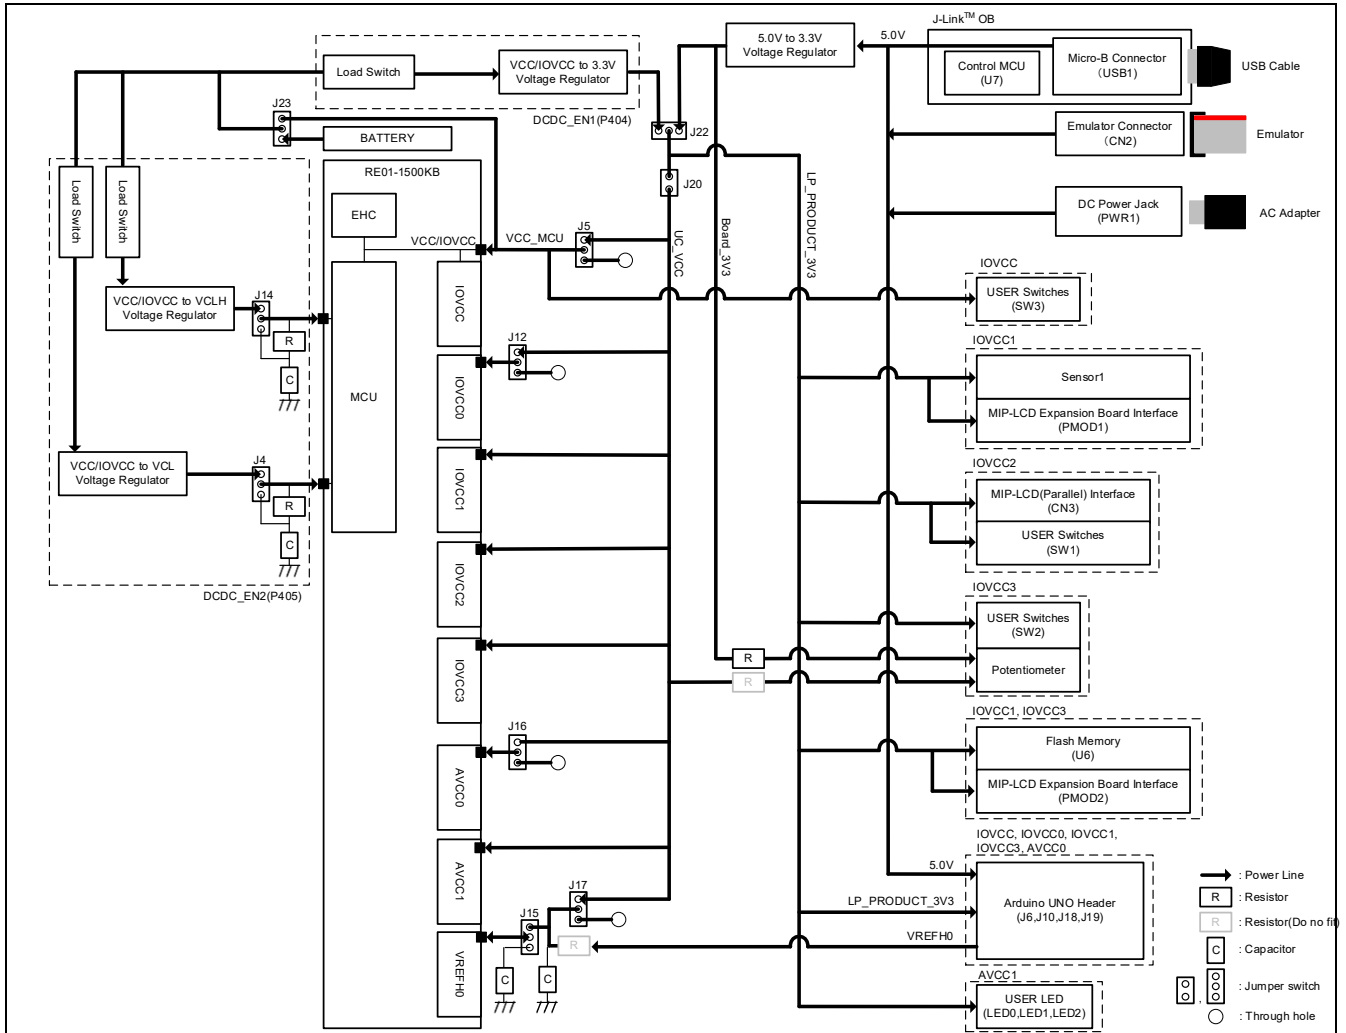 J-Link™ OB
5.0V to 3.3V
Voltage Regulator
5.0V
Micro-B Connector
(USB1)
Control MCU
(U7)
USB Cable
Load Switch
VCC/IOVCC to 3.3V
Voltage Regulator
DCDC_EN1(P404)
J23
BATTERY
J22
Emulator Connector
(CN2)
Emulator
Load Switch
Load Switch
RE01-1500KB
J20
LP_PRODUCT_3V3
DC Power Jack
(PWR1)
AC Adapter
EHC
VCC/IOVCC
VCC_MCU
J5
UC_VCC
Board_3V3
IOVCC
USER Switches
(SW3)
VCC/IOVCC to VCLH
Voltage Regulator
J14
R
C
IOVCC
J12
IOVCC0
MCU
IOVCC1
Sensor1
MIP-LCD Expansion Board Interface
(PMOD1)
VCC/IOVCC to VCL
Voltage Regulator
J4
R
C
DCDC_EN2(P405)
IOVCC1
IOVCC2
MIP-LCD(Parallel) Interface
(CN3)
USER Switches
(SW1)
IOVCC2
IOVCC3
USER Switches
(SW2)
Potentiometer
R
R
IOVCC3
J16
AVCC0
IOVCC1, IOVCC3
Flash Memory
(U6)
MIP-LCD Expansion Board Interface
(PMOD2)
AVCC1
IOVCC, IOVCC0, IOVCC1,
IOVCC3, AVCC0
5.0V
LP_PRODUCT_3V3
VREFH0
Arduino UNO Header
(J6,J10,J18,J19)
J17
J15
R
C
C
VREFH0
AVCC1
USER LED
(LED0,LED1,LED2)
: Power Line
R : Resistor
R : Resistor(Do no fit)
C : Capacitor
, : Jumper switch
: Through hole